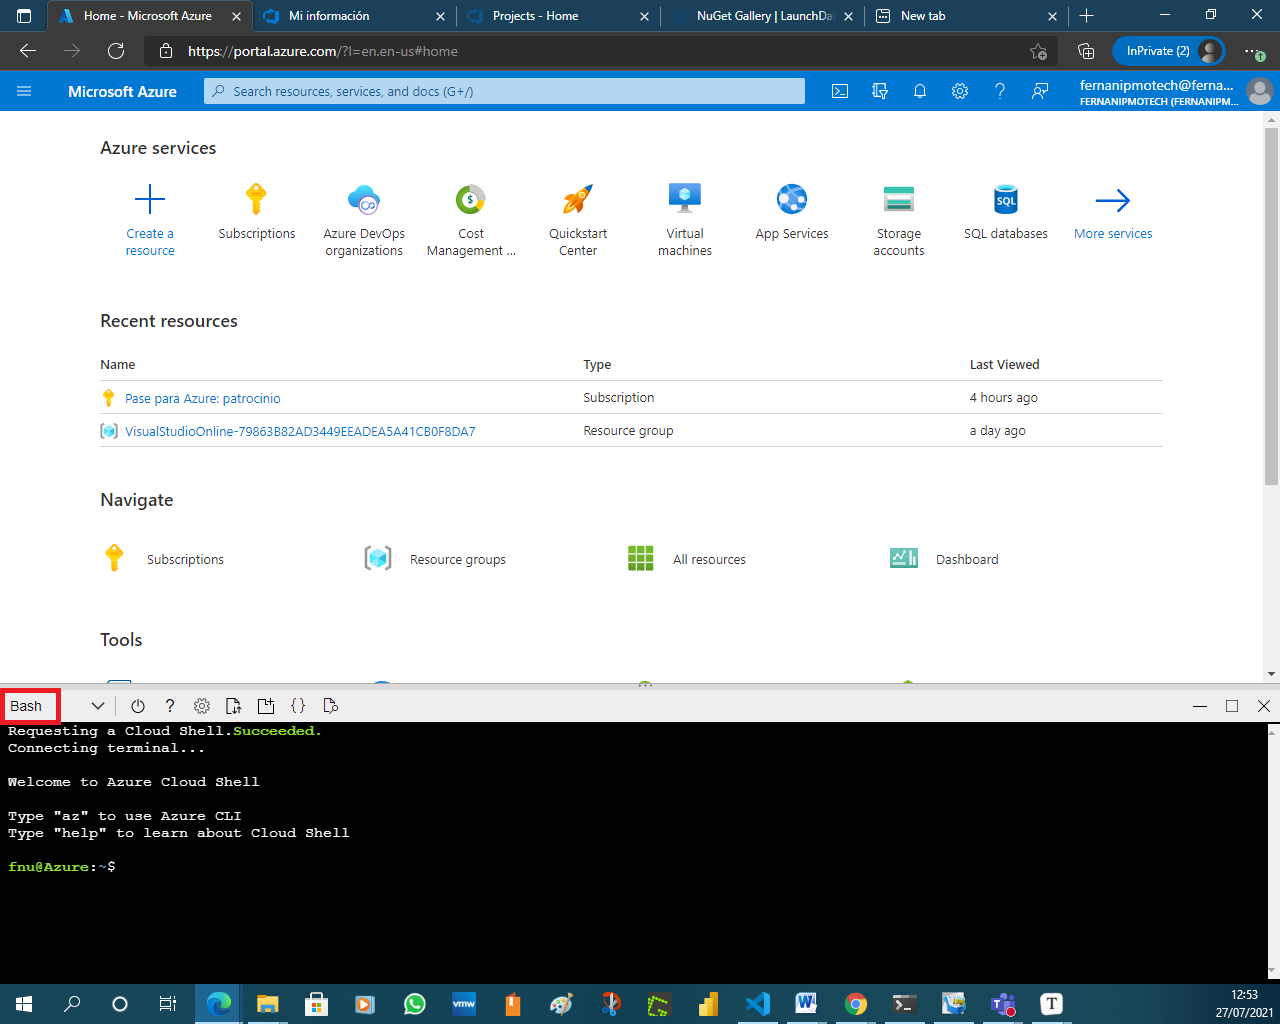 Home - Microsoft Azure
Mi información
Projects - Home
NuGet Gallery | LaunchDa
New tab
https://portal.azure.com/?l=en.en-us#home
InPrivate (2)
Microsoft Azure
Search resources, services, and docs (G+/)
fernanipmotech@ferna...
FERNANIPMOTECH (FERNANIPM...
Azure services
Create a resource
Subscriptions
Azure DevOps organizations
Cost Management ...
Quickstart Center
Virtual machines
App Services
Storage accounts
SQL
SQL databases
More services
Recent resources
Name Type Last Viewed
Pase para Azure: patrocinio Subscription 4 hours ago
VisualStudioOnline-79863B82AD3449EEADEA5A41CB0F8DA7 Resource group a day ago
Navigate
Subscriptions
Resource groups
All resources
Dashboard
Tools
Bash
Requesting a Cloud Shell.Succeeded.
Connecting terminal...
Welcome to Azure Cloud Shell
Type "az" to use Azure CLI
Type "help" to learn about Cloud Shell
fnu@Azure:~$
vmw
12:53
27/07/2021